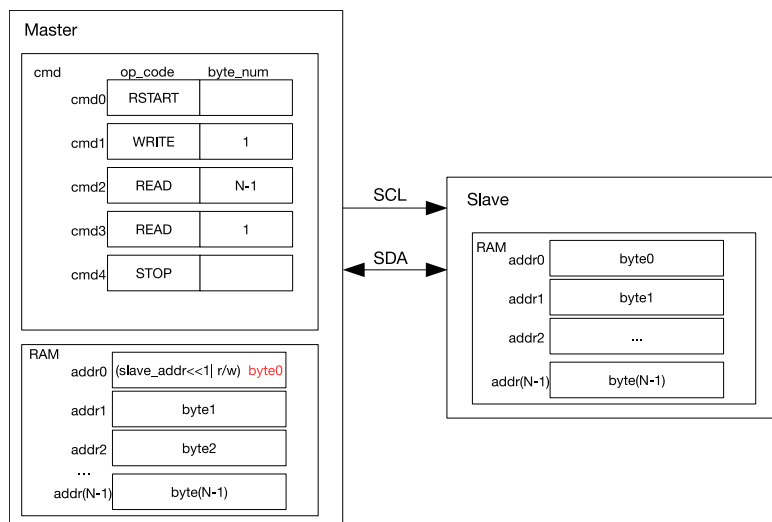 Master
cmd op_code byte_num
cmd0 RSTART
cmd1 WRITE 1
cmd2 READ N-1
cmd3 READ 1
cmd4 STOP
RAM
addr0 (slave_addr<<1| r/w) byte0
addr1 byte1
addr2 byte2
...
addr(N-1) byte(N-1)
SCL
SDA
Slave
RAM
addr0 byte0
addr1 byte1
addr2 ...
addr(N-1) byte(N-1)